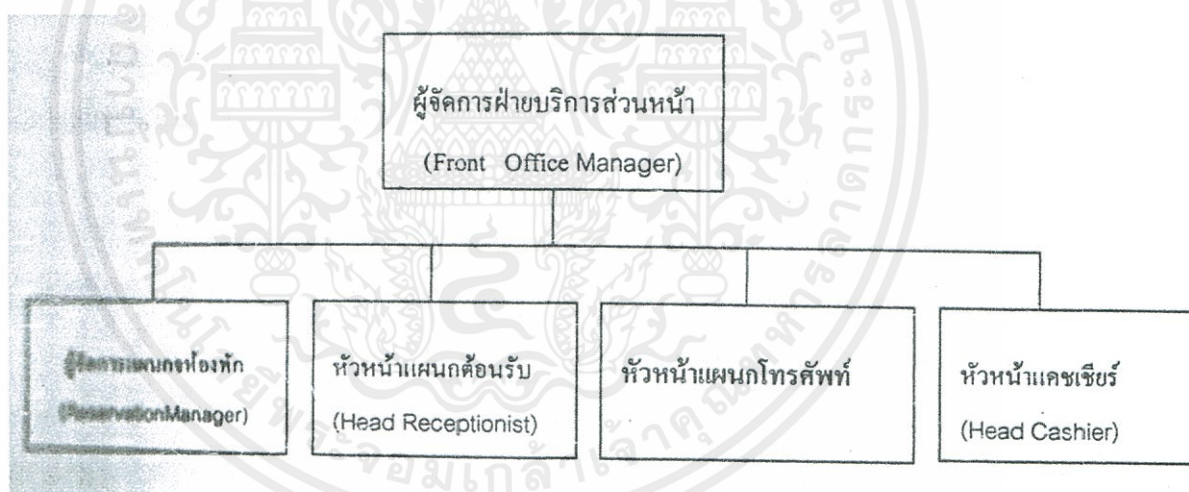 ผู้จัดการฝ่ายบริการส่วนหน้า
(Front Office Manager)
ผู้จัดการแผนกจองห้องพัก
(ReservationManager)
หัวหน้าแผนกต้อนรับ
(Head Receptionist)
หัวหน้าแผนกโทรศัพท์
หัวหน้าแคชเชียร์
(Head Cashier)